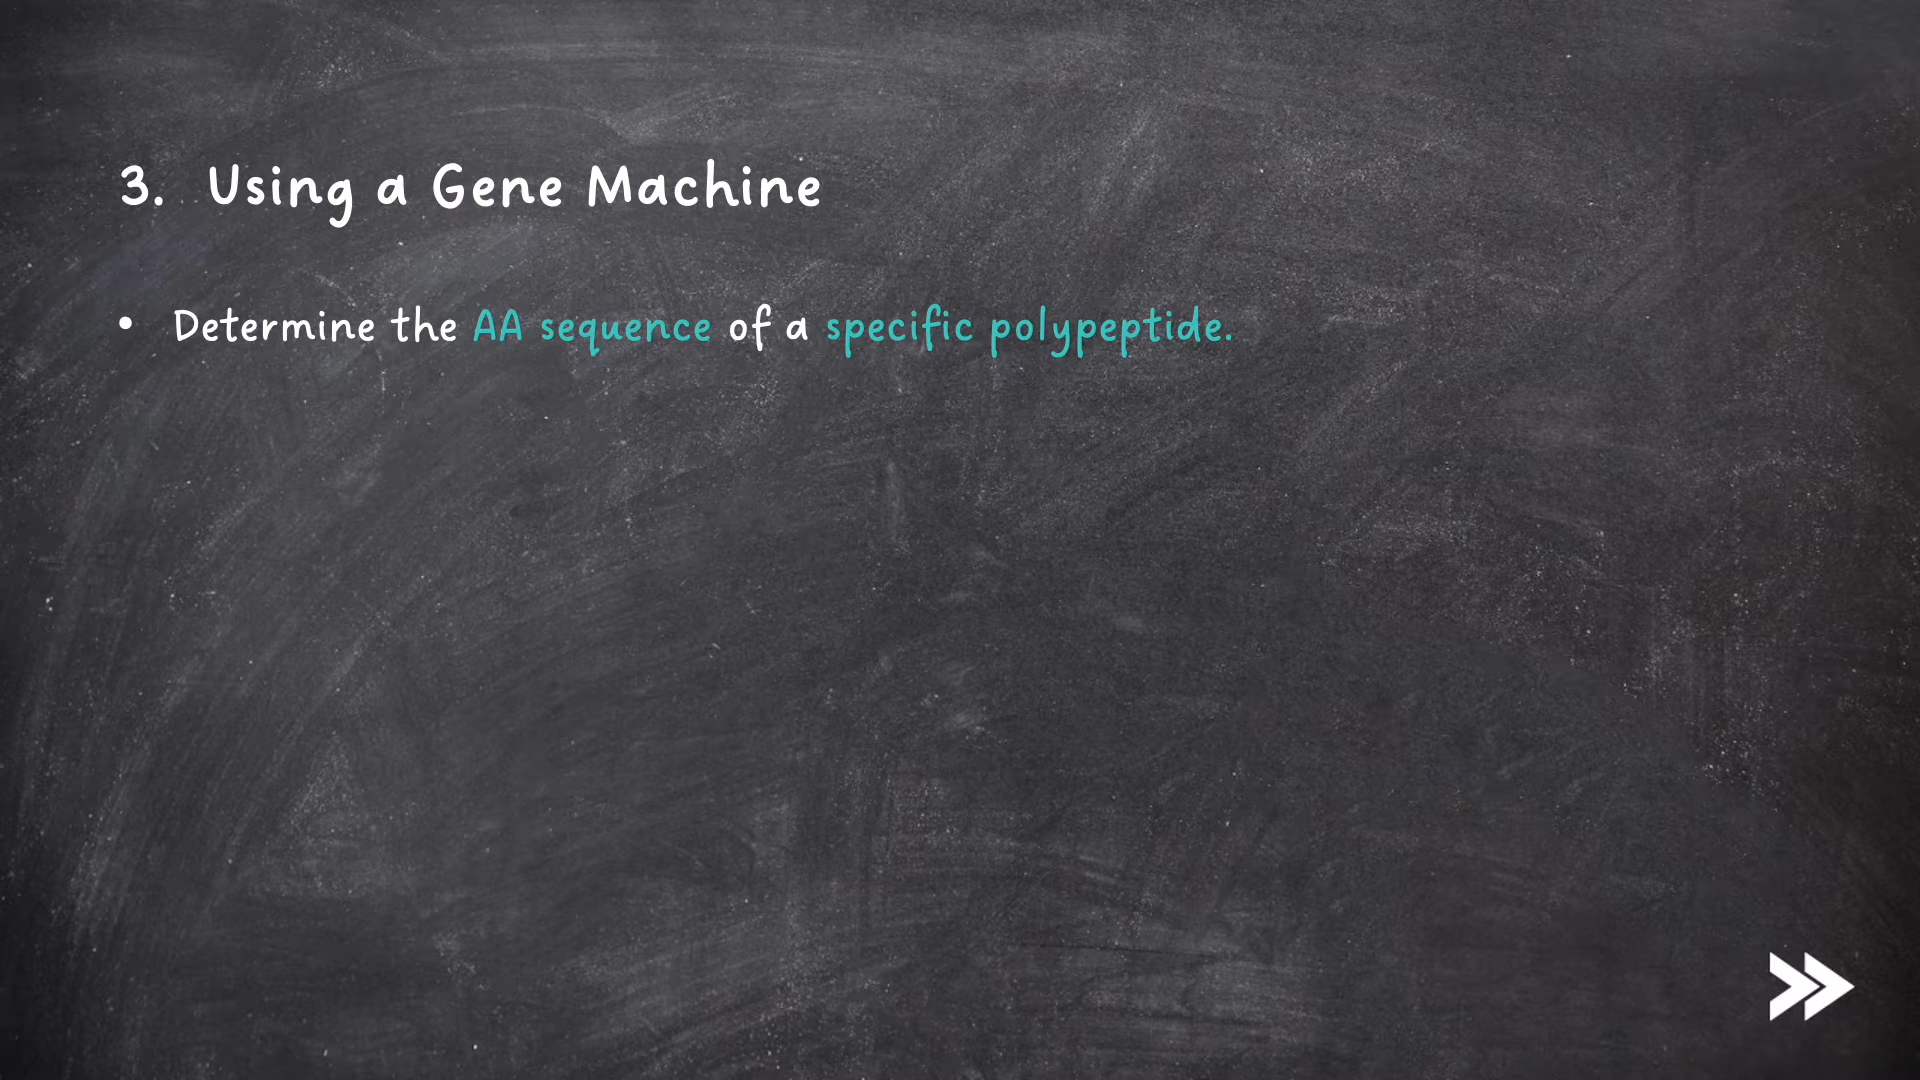 3. Using a Gene Machine
• Determine the AA sequence of a specific polypeptide.